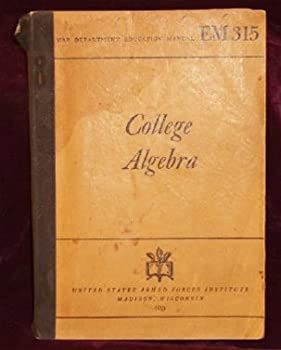 WAR DEPARTMENT EDUCATION MANUAL EM 315
College
Algebra
UNITED STATES ARMED FORCES INSTITUTE
MADISON, WISCONSIN